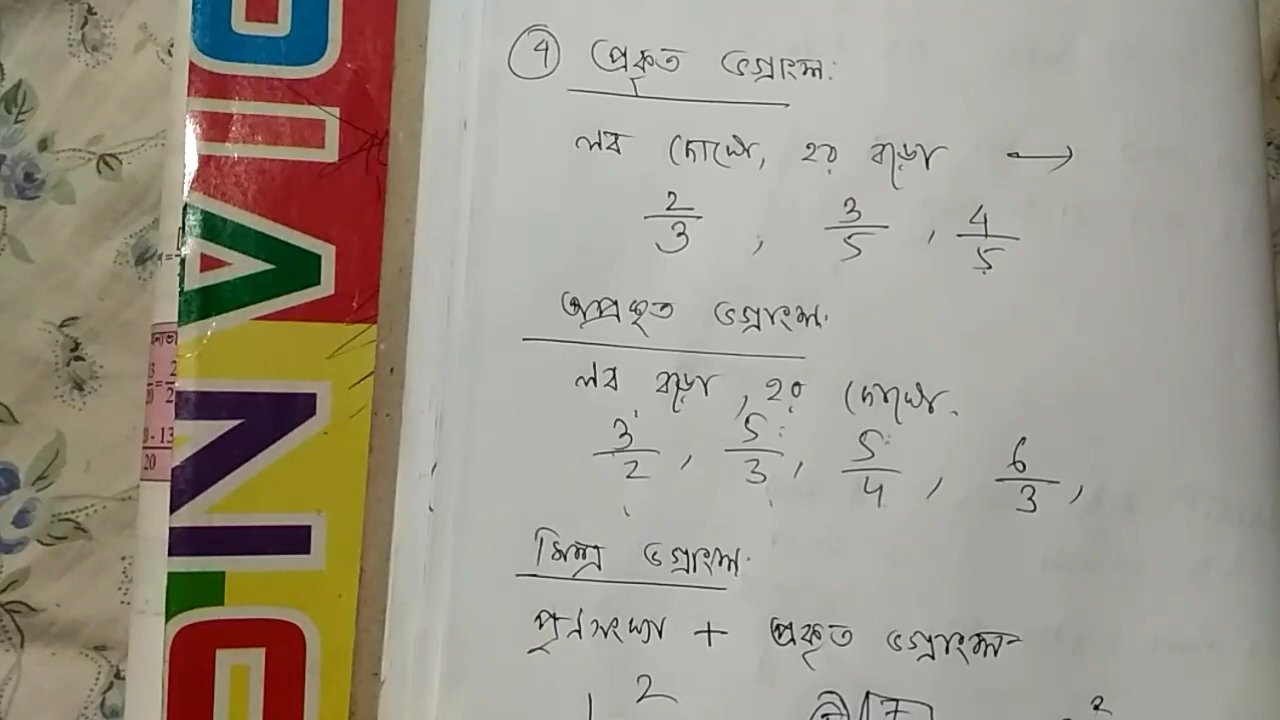 ④ প্রকৃত ভগ্নাংশ:
লব ছোটো, হর বড়ো →
2/3 , 3/5 , 4/5
অপ্রকৃত ভগ্নাংশ.
লব বড়ো , হর ছোটো.
3/2 , 5/3 , 5/4 , 6/3 ,
মিশ্র ভগ্নাংশ.
পূর্ণসংখ্যা + প্রকৃত ভগ্নাংশ